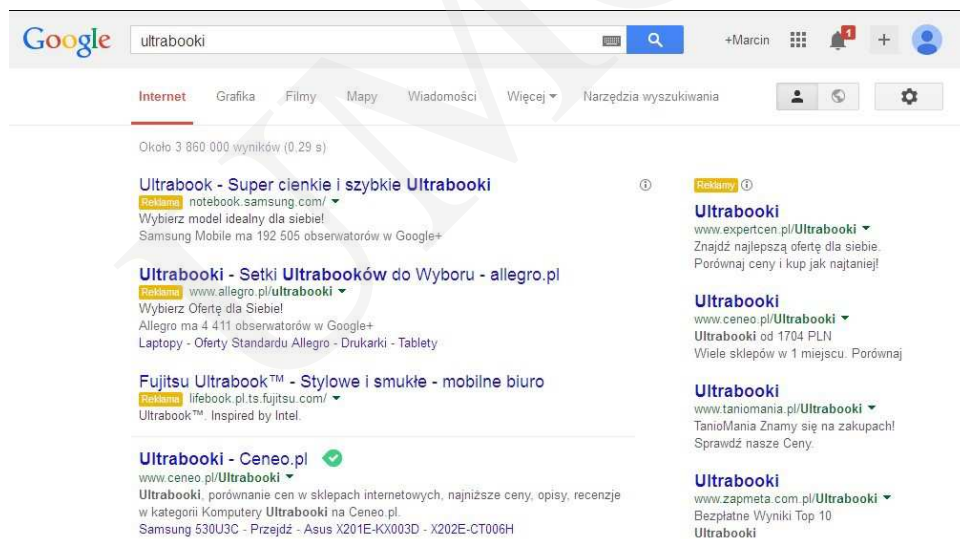 Google
ultrabooki
+Marcin
1
Internet Grafika Filmy Mapy Wiadomości Więcej Narzędzia wyszukiwania
Około 3 860 000 wyników (0,29 s)
Ultrabook - Super cienkie i szybkie Ultrabooki
Reklama notebook.samsung.com/
Wybierz model idealny dla siebie!
Samsung Mobile ma 192 505 obserwatorów w Google+
Ultrabooki - Setki Ultrabooków do Wyboru - allegro.pl
Reklama www.allegro.pl/ultrabooki
Wybierz Ofertę dla Siebie!
Allegro ma 4 411 obserwatorów w Google+
Laptopy - Oferty Standardu Allegro - Drukarki - Tablety
Fujitsu Ultrabook™ - Stylowe i smukłe - mobilne biuro
Reklama lifebook.pl.ts.fujitsu.com/
Ultrabook™. Inspired by Intel.
Ultrabooki - Ceneo.pl
www.ceneo.pl/Ultrabooki
Ultrabooki, porównanie cen w sklepach internetowych, najniższe ceny, opisy, recenzje
w kategorii Komputery Ultrabooki na Ceneo.pl.
Samsung 530U3C - Przejdź - Asus X201E-KX003D - X202E-CT006H
Reklamy
Ultrabooki
www.expertcen.pl/Ultrabooki
Znajdź najlepszą ofertę dla siebie.
Porównaj ceny i kup jak najtaniej!
Ultrabooki
www.ceneo.pl/Ultrabooki
Ultrabooki od 1704 PLN
Wiele sklepów w 1 miejscu. Porównaj
Ultrabooki
www.taniomania.pl/Ultrabooki
TanioMania Znamy się na zakupach!
Sprawdź nasze Ceny.
Ultrabooki
www.zapmeta.com.pl/Ultrabooki
Bezpłatne Wyniki Top 10
Ultrabooki